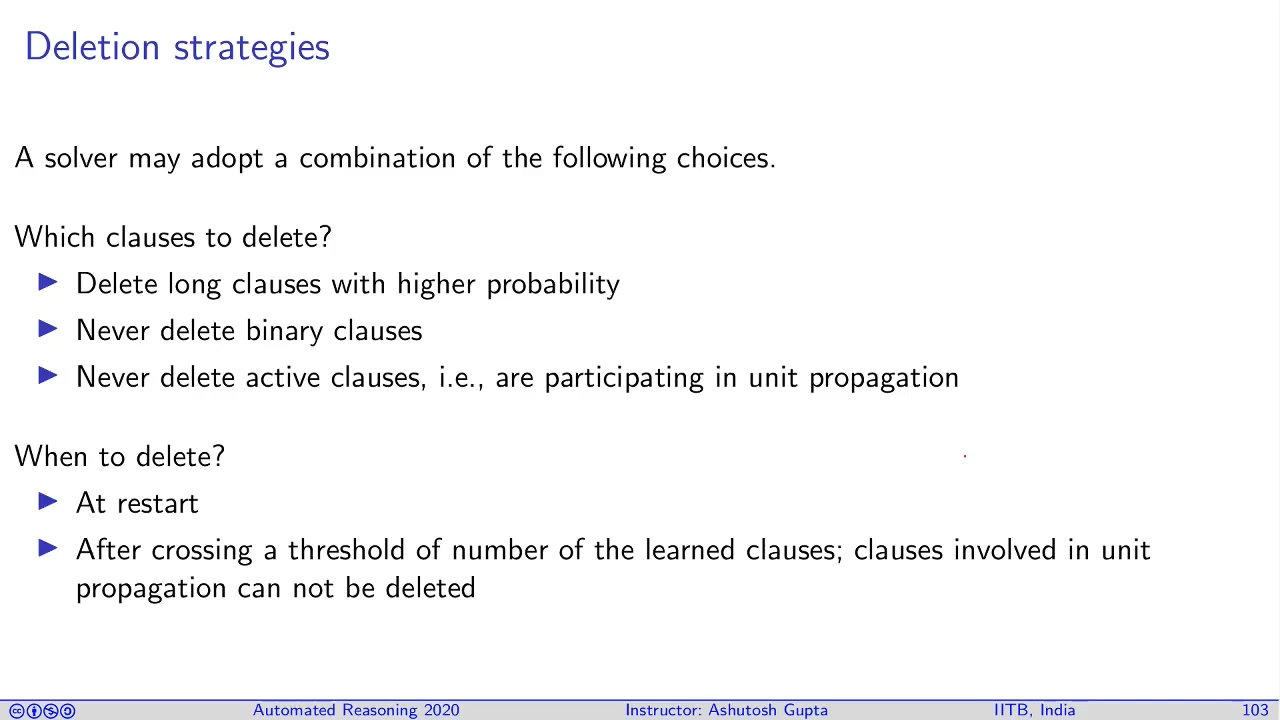 Deletion strategies
A solver may adopt a combination of the following choices.
Which clauses to delete?
Delete long clauses with higher probability
Never delete binary clauses
Never delete active clauses, i.e., are participating in unit propagation
When to delete?
At restart
After crossing a threshold of number of the learned clauses; clauses involved in unit
propagation can not be deleted
Automated Reasoning 2020 Instructor: Ashutosh Gupta IITB, India 103